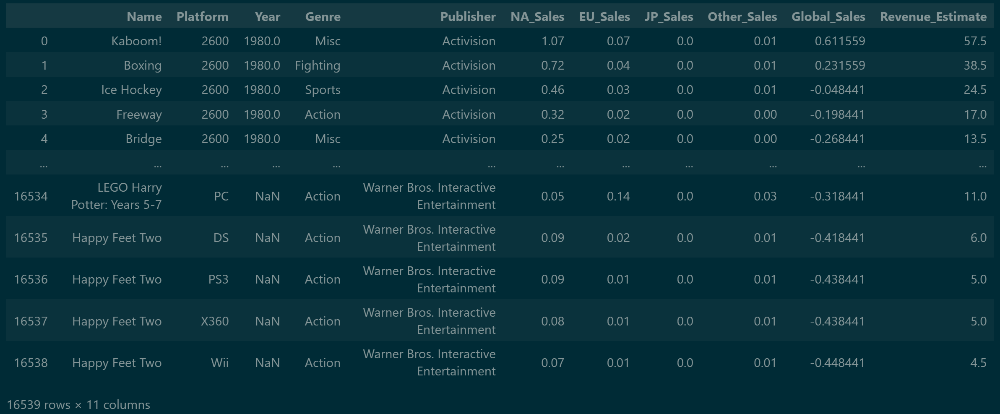 Name Platform Year Genre Publisher NA_Sales EU_Sales JP_Sales Other_Sales Global_Sales Revenue_Estimate
0 Kaboom! 2600 1980.0 Misc Activision 1.07 0.07 0.0 0.01 0.611559 57.5
1 Boxing 2600 1980.0 Fighting Activision 0.72 0.04 0.0 0.01 0.231559 38.5
2 Ice Hockey 2600 1980.0 Sports Activision 0.46 0.03 0.0 0.01 -0.048441 24.5
3 Freeway 2600 1980.0 Action Activision 0.32 0.02 0.0 0.00 -0.198441 17.0
4 Bridge 2600 1980.0 Misc Activision 0.25 0.02 0.0 0.00 -0.268441 13.5
... ... ... ... ... ... ... ... ... ... ... ...
LEGO Harry Warner Bros. Interactive
16534 PC NaN Action 0.05 0.14 0.0 0.03 -0.318441 11.0
Potter: Years 5-7 Entertainment
Warner Bros. Interactive
16535 Happy Feet Two DS NaN Action 0.09 0.02 0.0 0.01 -0.418441 6.0
Entertainment
Warner Bros. Interactive
16536 Happy Feet Two PS3 NaN Action 0.09 0.01 0.0 0.01 -0.438441 5.0
Entertainment
Warner Bros. Interactive
16537 Happy Feet Two X360 NaN Action 0.08 0.01 0.0 0.01 -0.438441 5.0
Entertainment
Warner Bros. Interactive
16538 Happy Feet Two Wii NaN Action 0.07 0.01 0.0 0.01 -0.448441 4.5
Entertainment
16539 rows × 11 columns